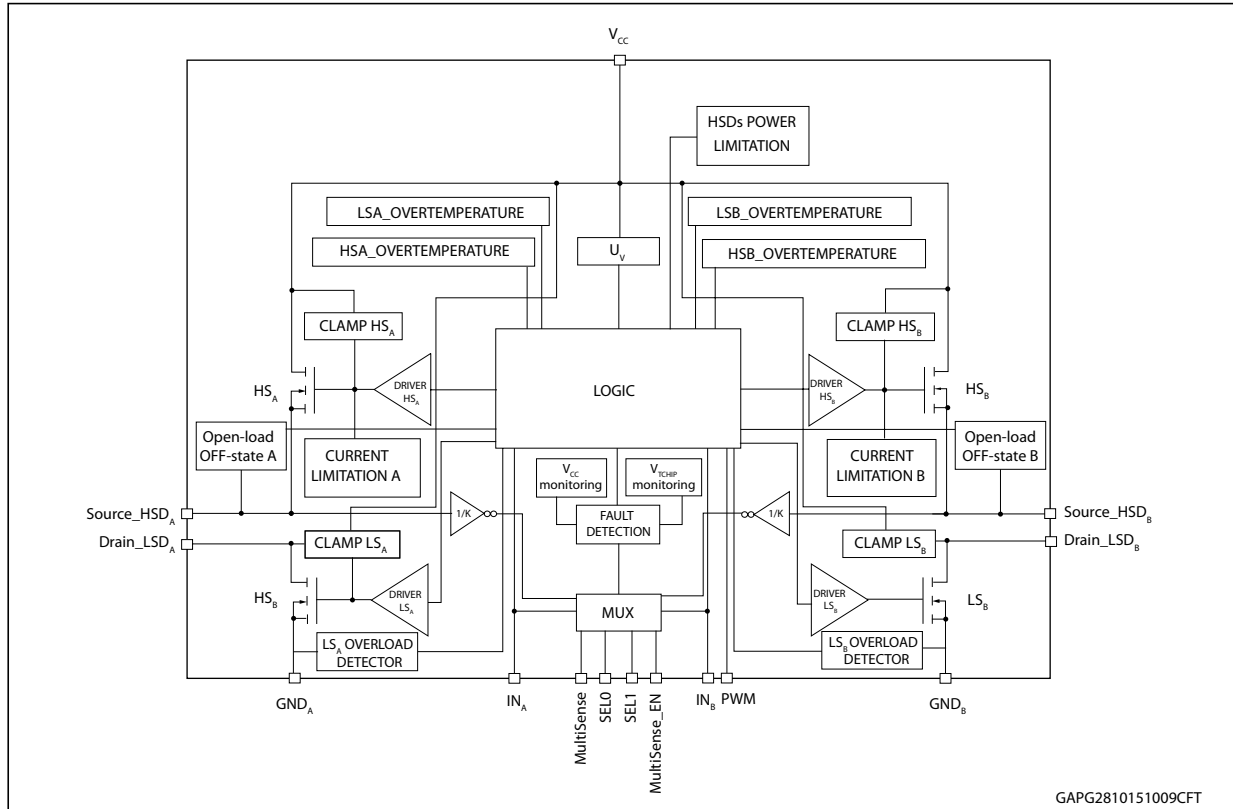 V_CC
HSDs POWER
LIMITATION
LSA_OVERTEMPERATURE
LSB_OVERTEMPERATURE
HSA_OVERTEMPERATURE
U_V
HSB_OVERTEMPERATURE
CLAMP HS_A
CLAMP HS_B
HS_A
DRIVER
HS_A
LOGIC
DRIVER
HS_B
HS_B
Open-load
OFF-state A
CURRENT
LIMITATION A
V_CC
monitoring
V_TCHIP
monitoring
CURRENT
LIMITATION B
Open-load
OFF-state B
Source_HSD_A
1/K
FAULT
DETECTION
1/K
Source_HSD_B
Drain_LSD_A
CLAMP LS_A
CLAMP LS_B
Drain_LSD_B
HS_B
DRIVER
LS_A
MUX
DRIVER
LS_B
LS_B
LS_A OVERLOAD
DETECTOR
LS_B OVERLOAD
DETECTOR
GND_A
IN_A
MultiSense
SEL0
SEL1
MultiSense_EN
IN_B
PWM
GND_B
GAPG2810151009CFT